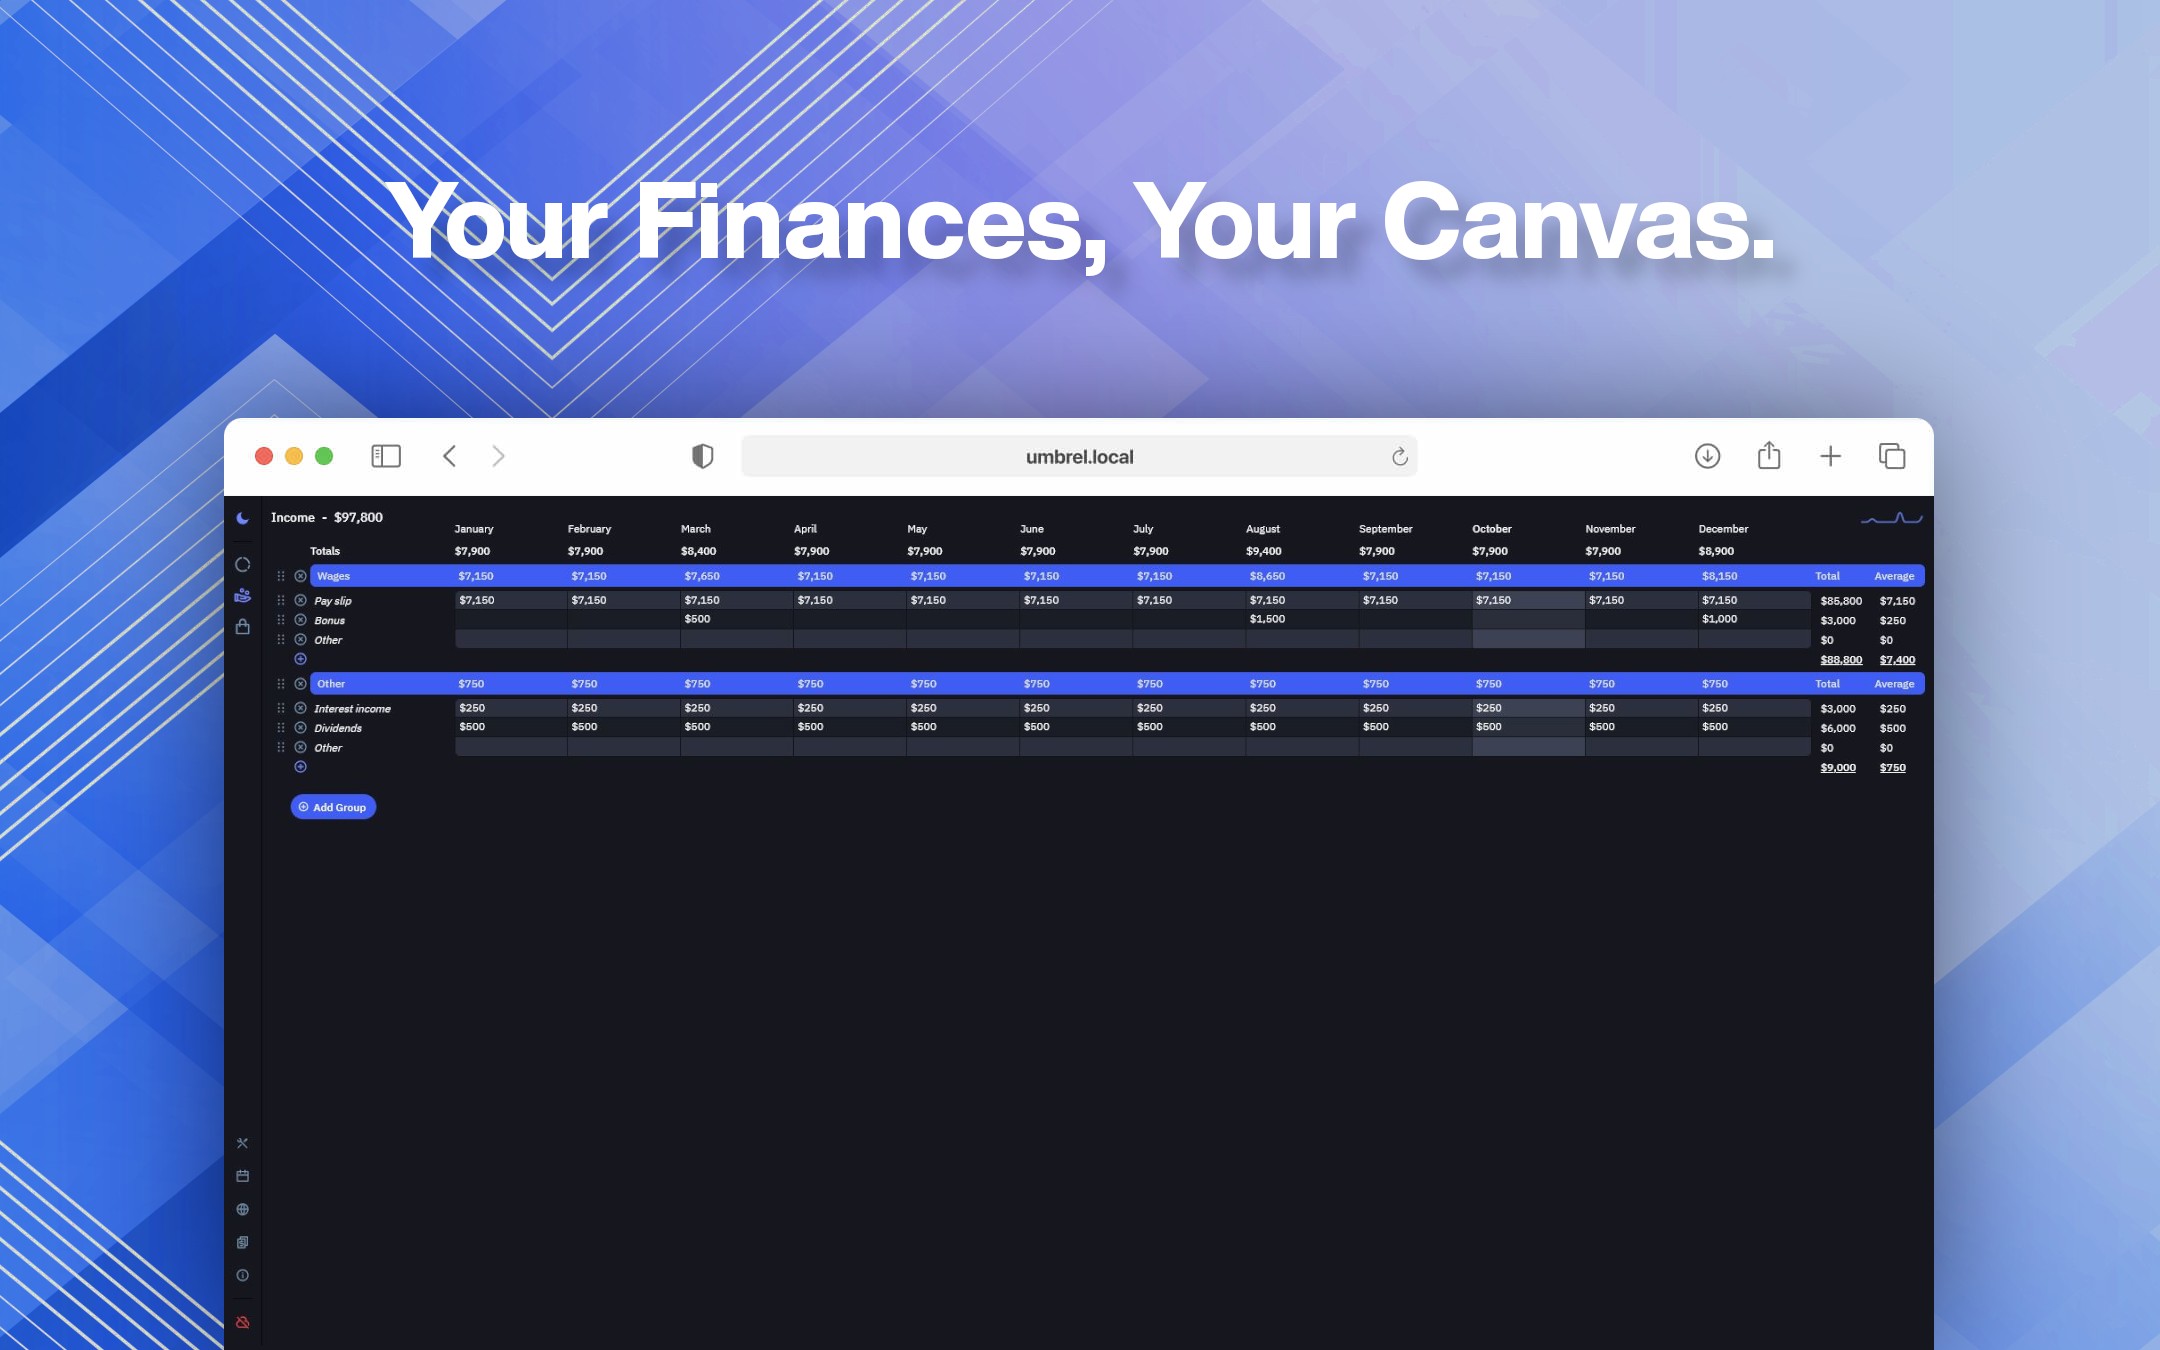 Your Finances, Your Canvas.
umbrel.local
Income - $97,800
January February March April May June July August September October November December
Totals $7,900 $7,900 $8,400 $7,900 $7,900 $7,900 $7,900 $9,400 $7,900 $7,900 $7,900 $8,900
Wages $7,150 $7,150 $7,650 $7,150 $7,150 $7,150 $7,150 $8,650 $7,150 $7,150 $7,150 $8,150 Total Average
Pay slip $7,150 $7,150 $7,150 $7,150 $7,150 $7,150 $7,150 $7,150 $7,150 $7,150 $7,150 $7,150 $85,800 $7,150
Bonus $500 $1,500 $1,000 $3,000 $250
Other $0 $0
$88,800 $7,400
Other $750 $750 $750 $750 $750 $750 $750 $750 $750 $750 $750 $750 Total Average
Interest income $250 $250 $250 $250 $250 $250 $250 $250 $250 $250 $250 $250 $3,000 $250
Dividends $500 $500 $500 $500 $500 $500 $500 $500 $500 $500 $500 $500 $6,000 $500
Other $0 $0
$9,000 $750
Add Group